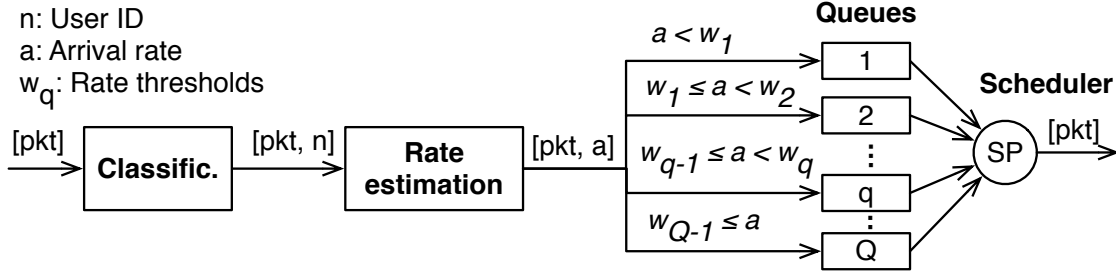 n: User ID
a: Arrival rate
w_q: Rate thresholds
[pkt]
Classific.
[pkt, n]
Rate
estimation
[pkt, a]
a < w_1
w_1 ≤ a < w_2
w_{q-1} ≤ a < w_q
w_{Q-1} ≤ a
Queues
1
2
⋮
q
⋮
Q
Scheduler
SP
[pkt]